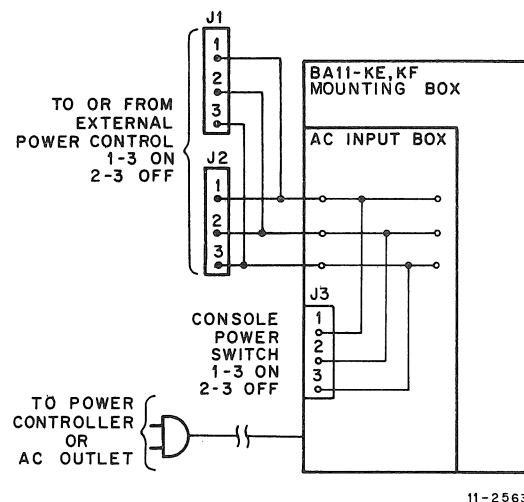 J1
1
2
3
TO OR FROM
EXTERNAL
POWER CONTROL
1-3 ON
2-3 OFF
J2
1
2
3
BA11-KE,KF
MOUNTING BOX
AC INPUT BOX
J3
1
2
3
CONSOLE
POWER
SWITCH
1-3 ON
2-3 OFF
TO POWER
CONTROLLER
OR
AC OUTLET
11-2563